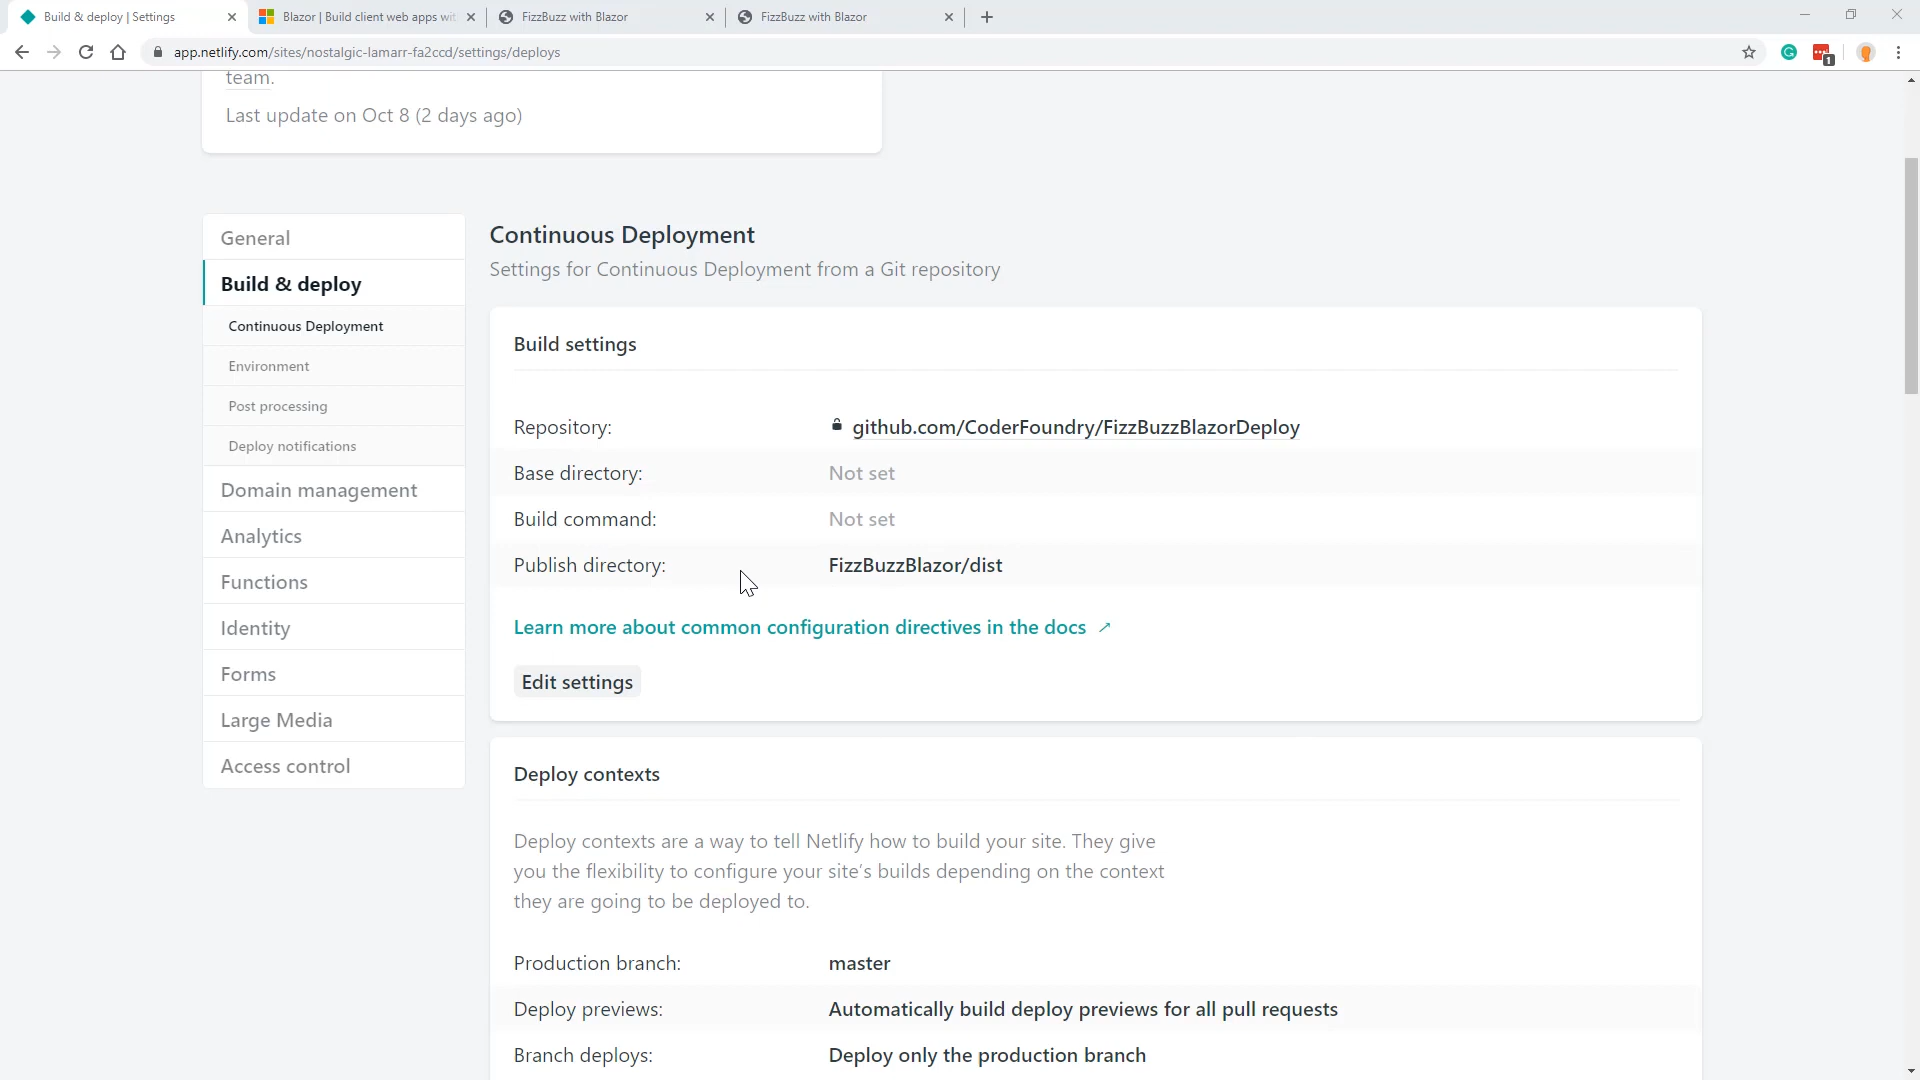 Build & deploy | Settings
Blazor | Build client web apps wit
FizzBuzz with Blazor
FizzBuzz with Blazor
app.netlify.com/sites/nostalgic-lamarr-fa2ccd/settings/deploys
1
team.
Last update on Oct 8 (2 days ago)
General
Build & deploy
Continuous Deployment
Environment
Post processing
Deploy notifications
Domain management
Analytics
Functions
Identity
Forms
Large Media
Access control
Continuous Deployment
Settings for Continuous Deployment from a Git repository
Build settings
Repository: github.com/CoderFoundry/FizzBuzzBlazorDeploy
Base directory: Not set
Build command: Not set
Publish directory: FizzBuzzBlazor/dist
Learn more about common configuration directives in the docs ↗
Edit settings
Deploy contexts
Deploy contexts are a way to tell Netlify how to build your site. They give
you the flexibility to configure your site's builds depending on the context
they are going to be deployed to.
Production branch: master
Deploy previews: Automatically build deploy previews for all pull requests
Branch deploys: Deploy only the production branch